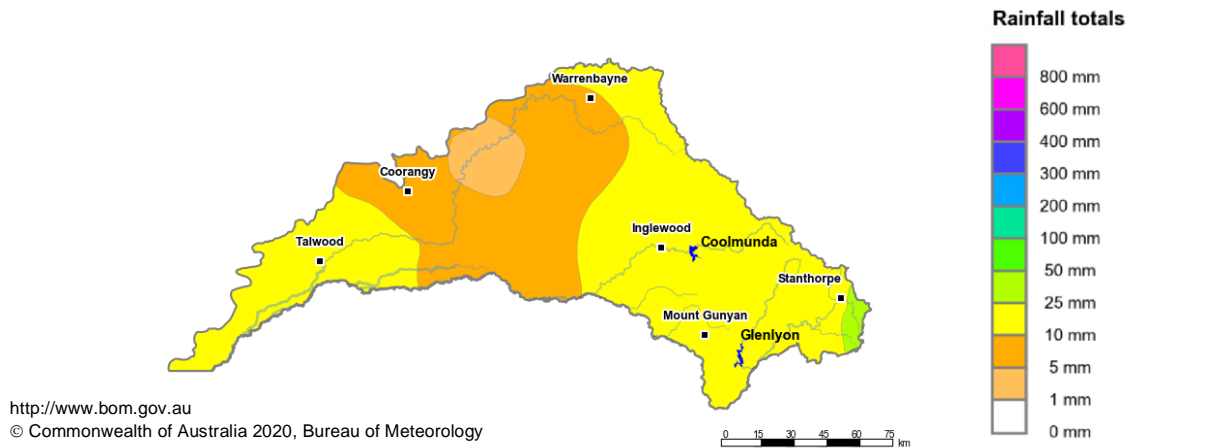 Rainfall totals
800 mm
600 mm
400 mm
300 mm
200 mm
100 mm
50 mm
25 mm
10 mm
5 mm
1 mm
0 mm
Warrenbayne
Coorangy
Talwood
Inglewood
Coolmunda
Stanthorpe
Mount Gunyan
Glenlyon
http://www.bom.gov.au
© Commonwealth of Australia 2020, Bureau of Meteorology
0 15 30 45 60 75 km